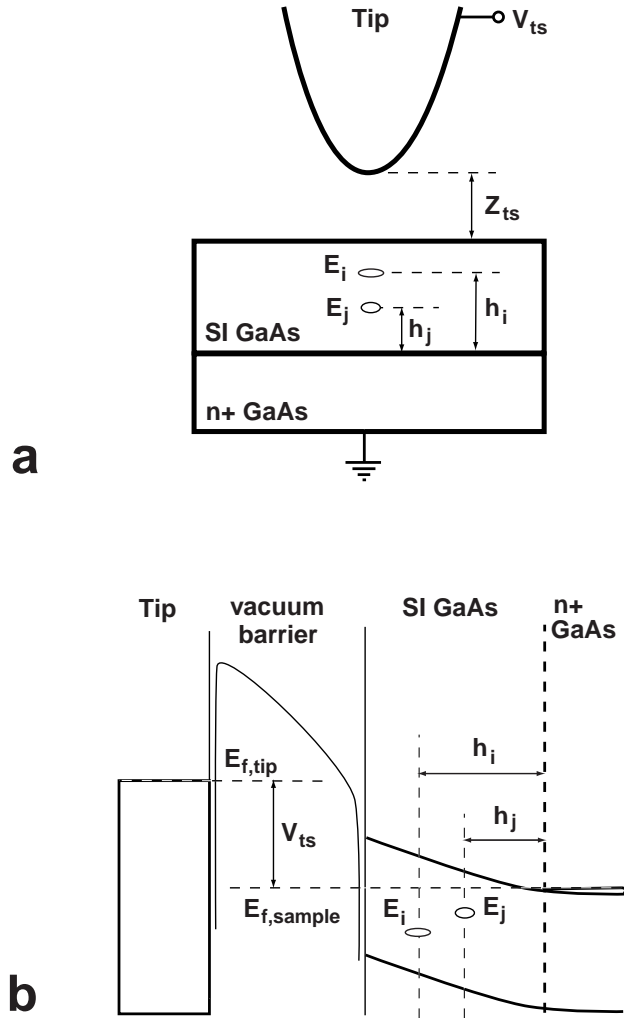 Tip
V_ts
Z_ts
E_i
E_j
h_i
h_j
SI GaAs
n+ GaAs
a
Tip
vacuum
barrier
SI GaAs
n+
GaAs
E_f,tip
h_i
h_j
V_ts
E_f,sample
E_i
E_j
b